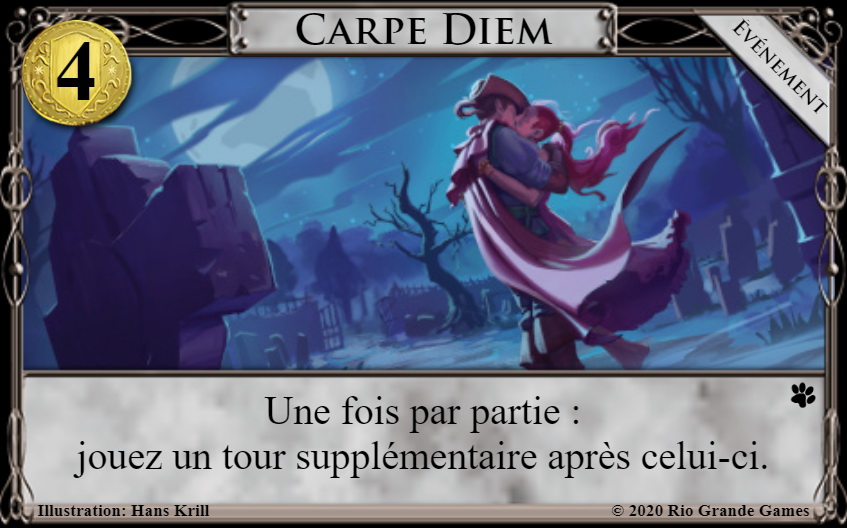 Carpe Diem
4
Événement
Une fois par partie :
jouez un tour supplémentaire après celui-ci.
Illustration: Hans Krill
© 2020 Rio Grande Games